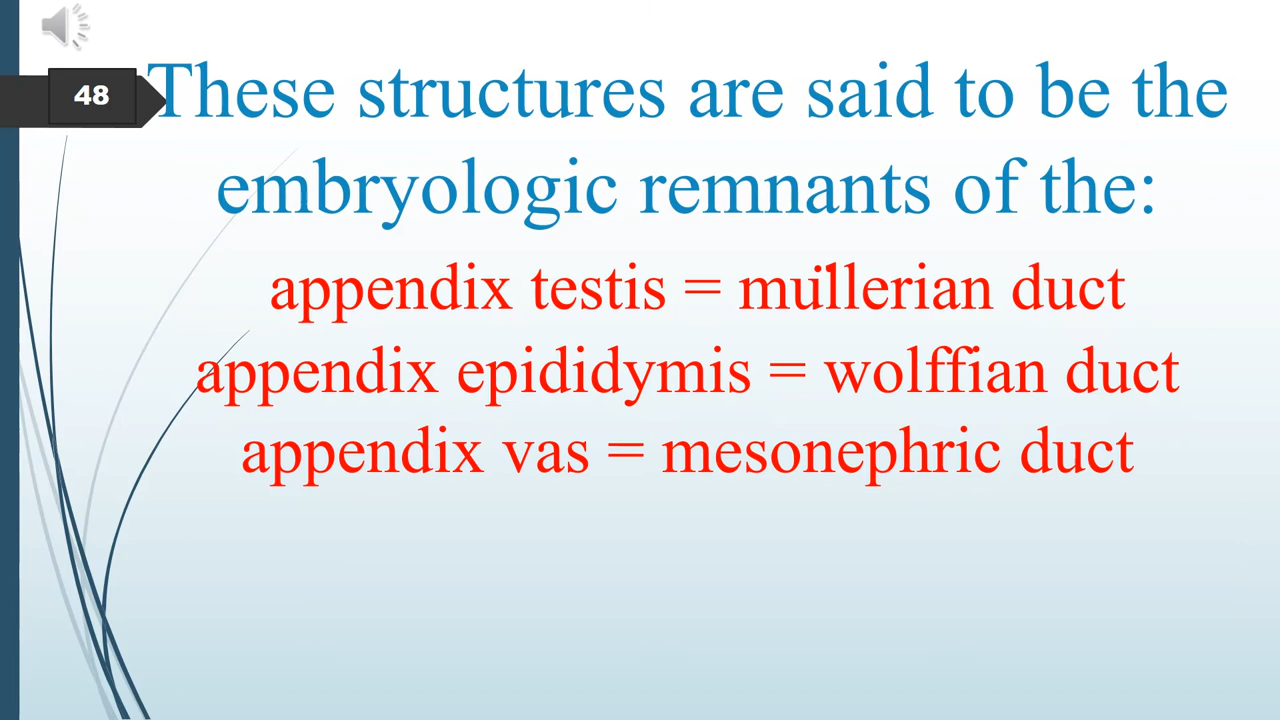 48
These structures are said to be the
embryologic remnants of the:
appendix testis = müllerian duct
appendix epididymis = wolffian duct
appendix vas = mesonephric duct